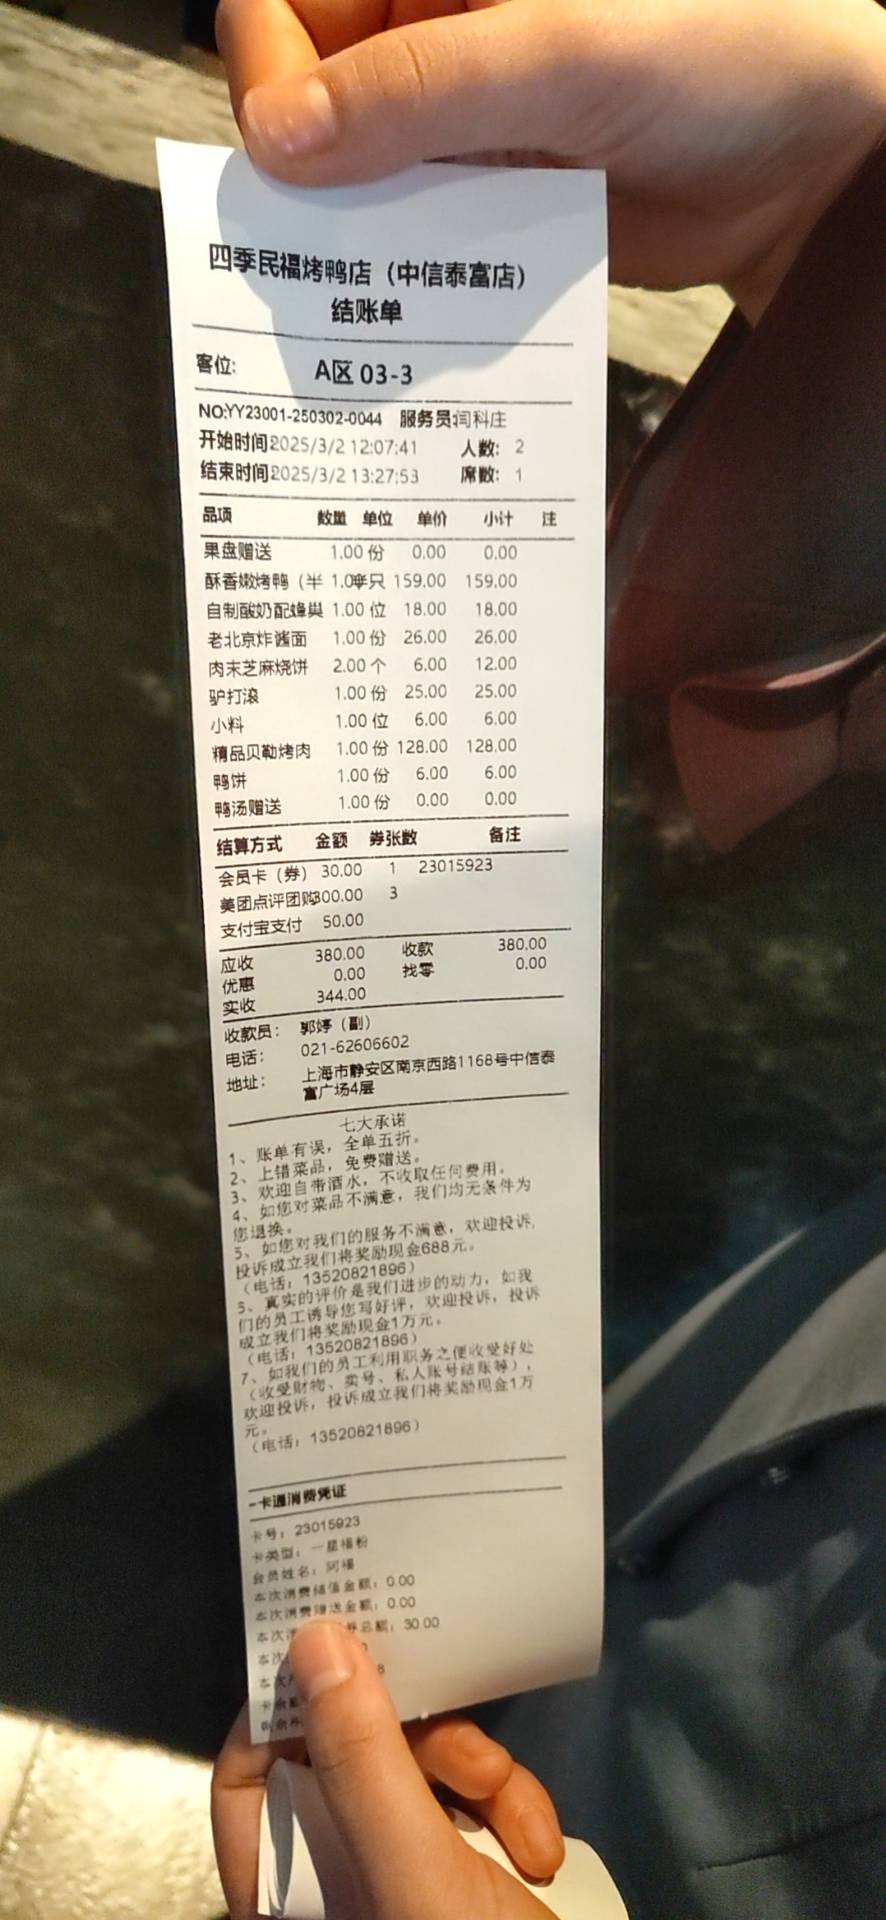 四季民福烤鸭店（中信泰富店）
结账单
客位: A区 03-3
NO:YY23001-250302-0044 服务员:闫科庄
开始时间2025/3/2 12:07:41 人数: 2
结束时间2025/3/2 13:27:53 席数: 1
品项 数量 单位 单价 小计 注
果盘赠送 1.00 份 0.00 0.00
酥香嫩烤鸭（半 1.00 半只 159.00 159.00
自制酸奶配蜂巢 1.00 位 18.00 18.00
老北京炸酱面 1.00 份 26.00 26.00
肉末芝麻烧饼 2.00 个 6.00 12.00
驴打滚 1.00 份 25.00 25.00
小料 1.00 位 6.00 6.00
精品贝勒烤肉 1.00 份 128.00 128.00
鸭饼 1.00 份 6.00 6.00
鸭汤赠送 1.00 份 0.00 0.00
结算方式 金额 券张数 备注
会员卡（券） 30.00 1 23015923
美团点评团购300.00 3
支付宝支付 50.00
应收 380.00 收款 380.00
优惠 0.00 找零 0.00
实收 344.00
收款员: 郭婷（副）
电话: 021-62606602
地址: 上海市静安区南京西路1168号中信泰
富广场4层
七大承诺
1、账单有误，全单五折。
2、上错菜品，免费赠送。
3、欢迎自带酒水，不收取任何费用。
4、如您对菜品不满意，我们均无条件为
您退换。
5、如您对我们的服务不满意，欢迎投诉,
投诉成立我们将奖励现金688元。
（电话: 13520821896）
5、真实的评价是我们进步的动力，如我
们的员工诱导您写好评，欢迎投诉，投诉
成立我们将奖励现金1万元。
（电话: 13520821896）
7、如我们的员工利用职务之便收受好处
（收受财物、卖号、私人账号结账等），
欢迎投诉，投诉成立我们将奖励现金1万
元。
（电话: 13520821896）
-卡通消费凭证
卡号: 23015923
卡类型: 一星福粉
会员姓名: 阿福
本次消费储值金额: 0.00
本次消费赠送金额: 0.00
本次 券总额: 30.00
本次
本次 8
卡余